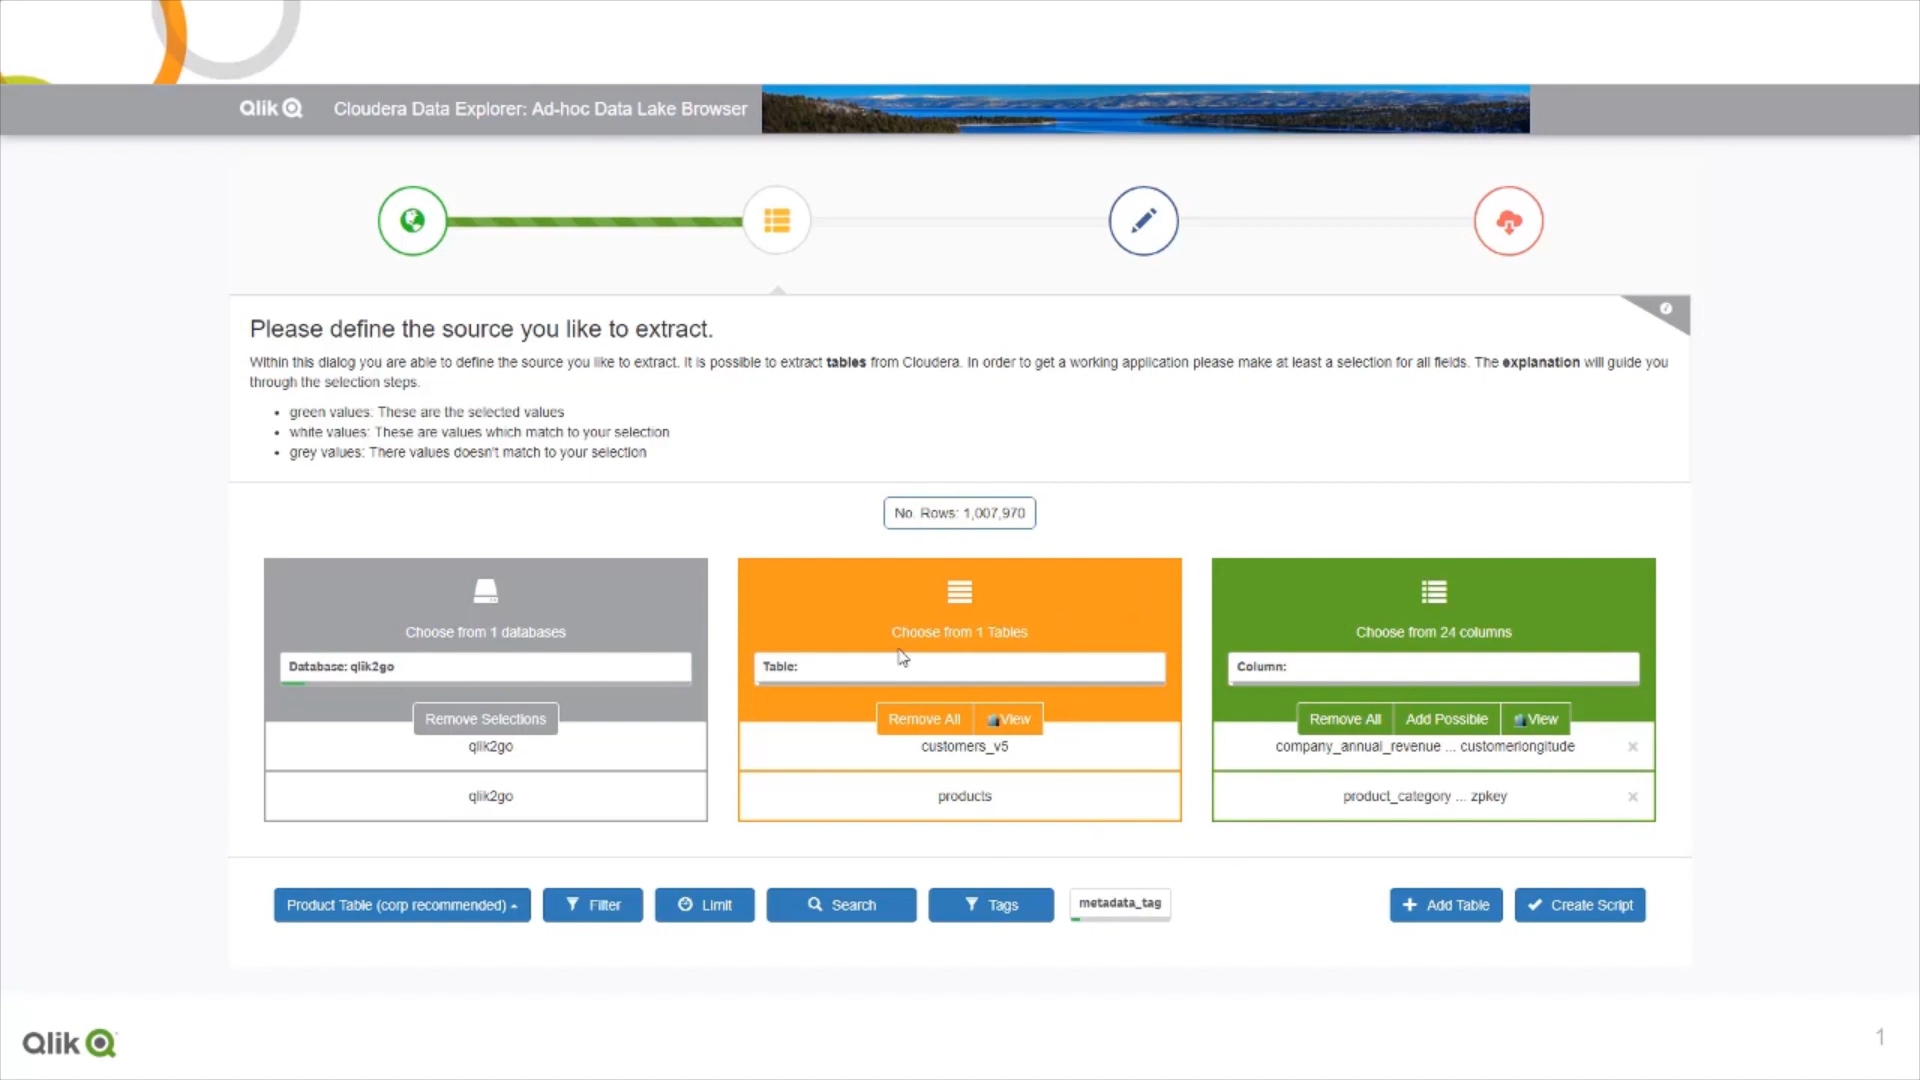 Qlik
Cloudera Data Explorer: Ad-hoc Data Lake Browser
Please define the source you like to extract.
Within this dialog you are able to define the source you like to extract. It is possible to extract tables from Cloudera. In order to get a working application please make at least a selection for all fields. The explanation will guide you
through the selection steps.
• green values: These are the selected values
• white values: These are values which match to your selection
• grey values: There values doesn't match to your selection
No. Rows: 1,007,970
Choose from 1 databases
Database: qlik2go
Remove Selections
qlik2go
qlik2go
Choose from 1 Tables
Table:
Remove All View
customers_v5
products
Choose from 24 columns
Column:
Remove All Add Possible View
company_annual_revenue ... customerlongitude ×
product_category ... zpkey ×
Product Table (corp recommended) Filter Limit Search Tags metadata_tag + Add Table Create Script
Qlik
1